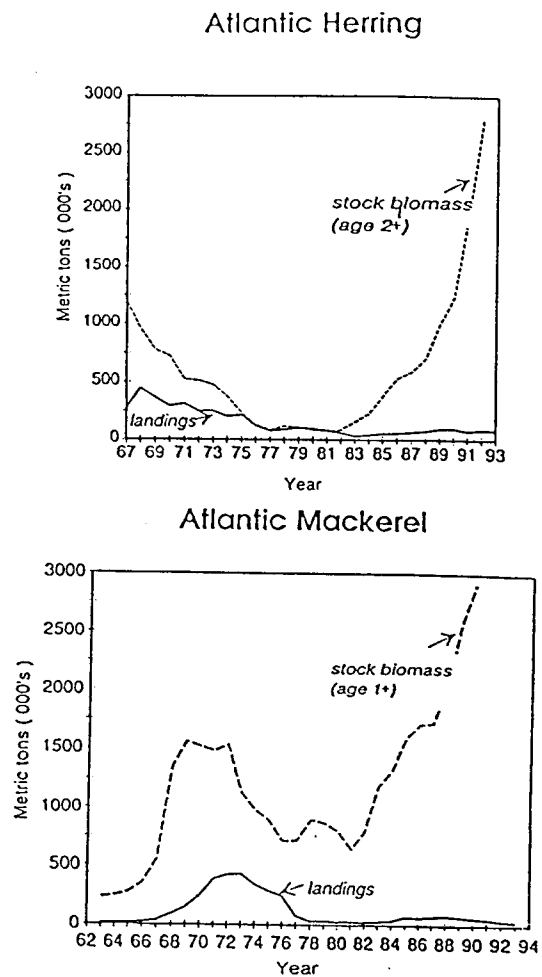 Atlantic Herring
3000
2500
2000
1500
1000
500
0
Metric tons ( 000's )
stock biomass
(age 2+)
landings
67 69 71 73 75 77 79 81 83 85 87 89 91 93
Year
Atlantic Mackerel
3000
2500
2000
1500
1000
500
0
Metric tons ( 000's )
stock biomass
(age 1+)
landings
62 64 66 68 70 72 74 76 78 80 82 84 86 88 90 92 94
Year